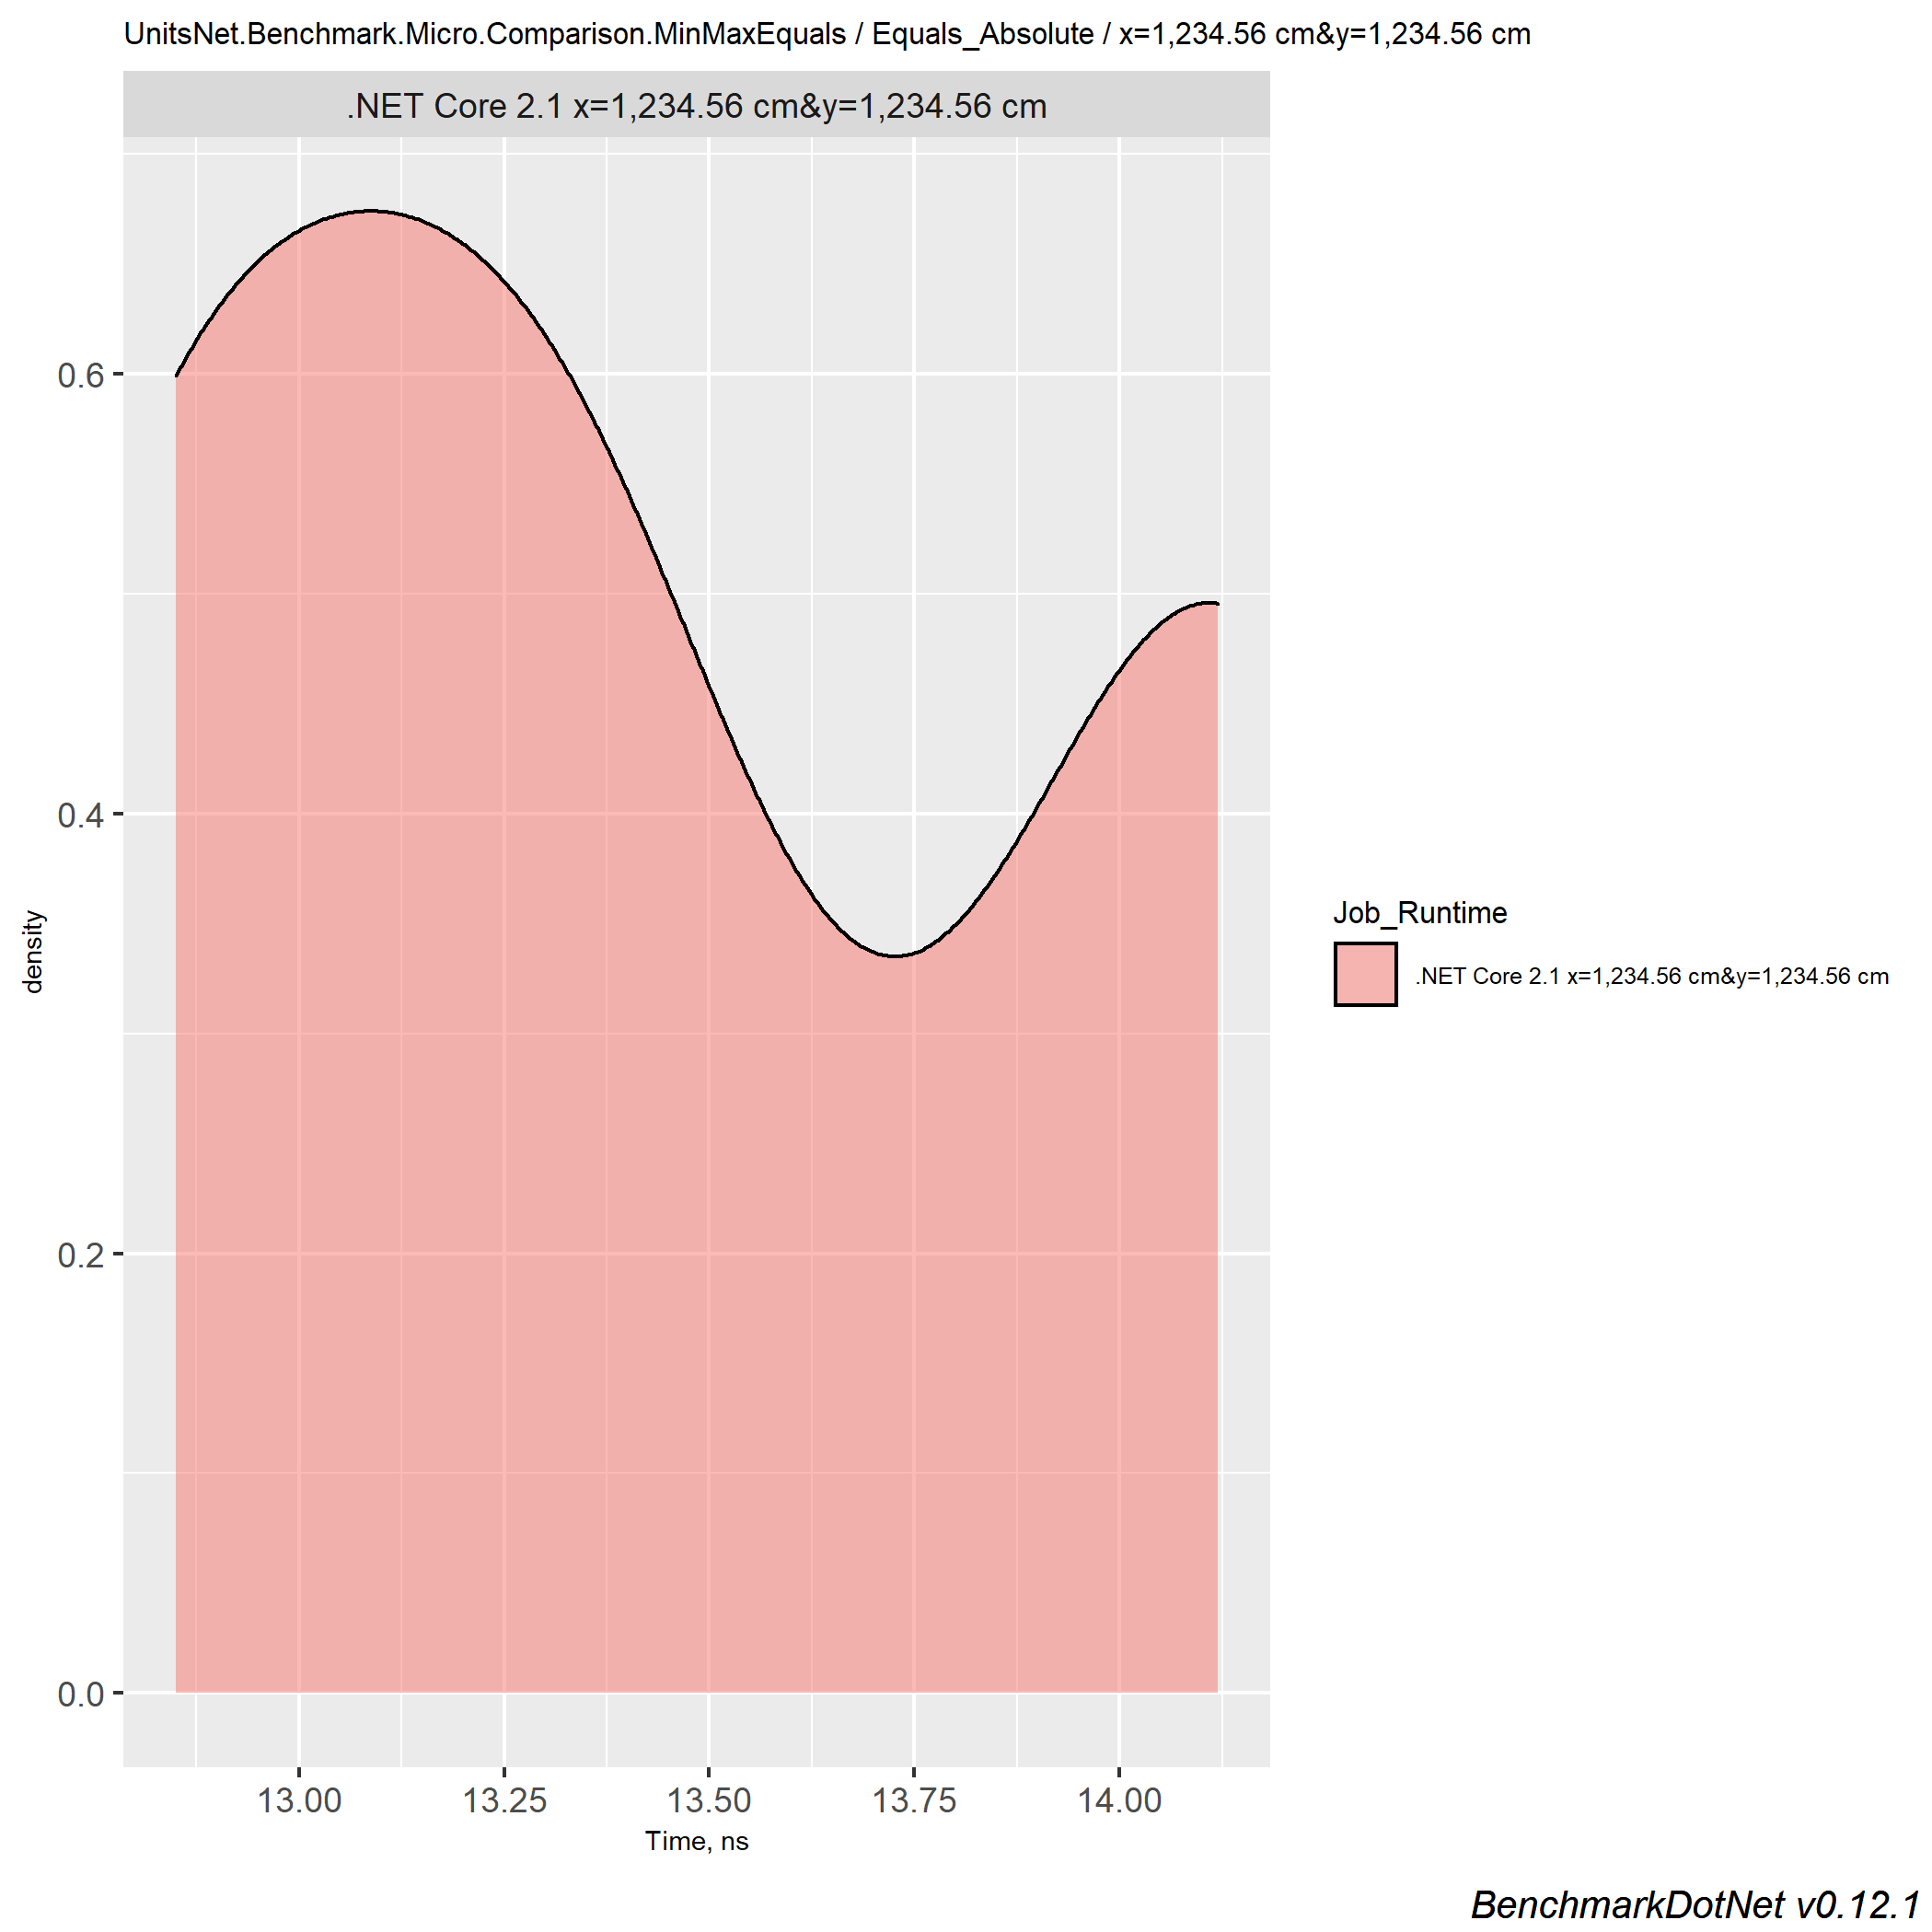 UnitsNet.Benchmark.Micro.Comparison.MinMaxEquals / Equals_Absolute / x=1,234.56 cm&y=1,234.56 cm
.NET Core 2.1 x=1,234.56 cm&y=1,234.56 cm
0.6
0.4
0.2
0.0
density
13.00 13.25 13.50 13.75 14.00
Time, ns
Job_Runtime
.NET Core 2.1 x=1,234.56 cm&y=1,234.56 cm
BenchmarkDotNet v0.12.1